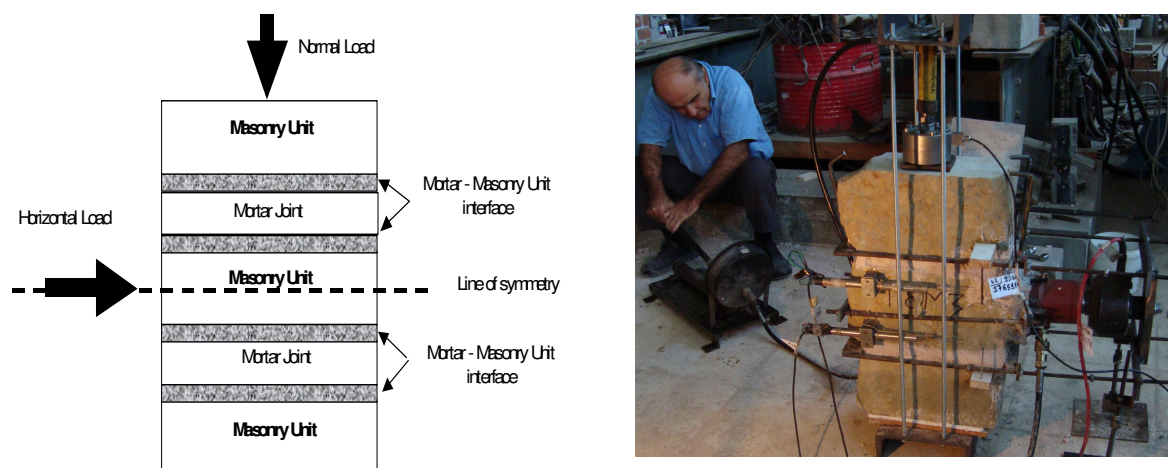 Normal Load
Masonry Unit
Mortar - Masonry Unit
interface
Mortar Joint
Horizontal Load
Masonry Unit
Line of symmetry
Mortar Joint
Mortar - Masonry Unit
interface
Masonry Unit